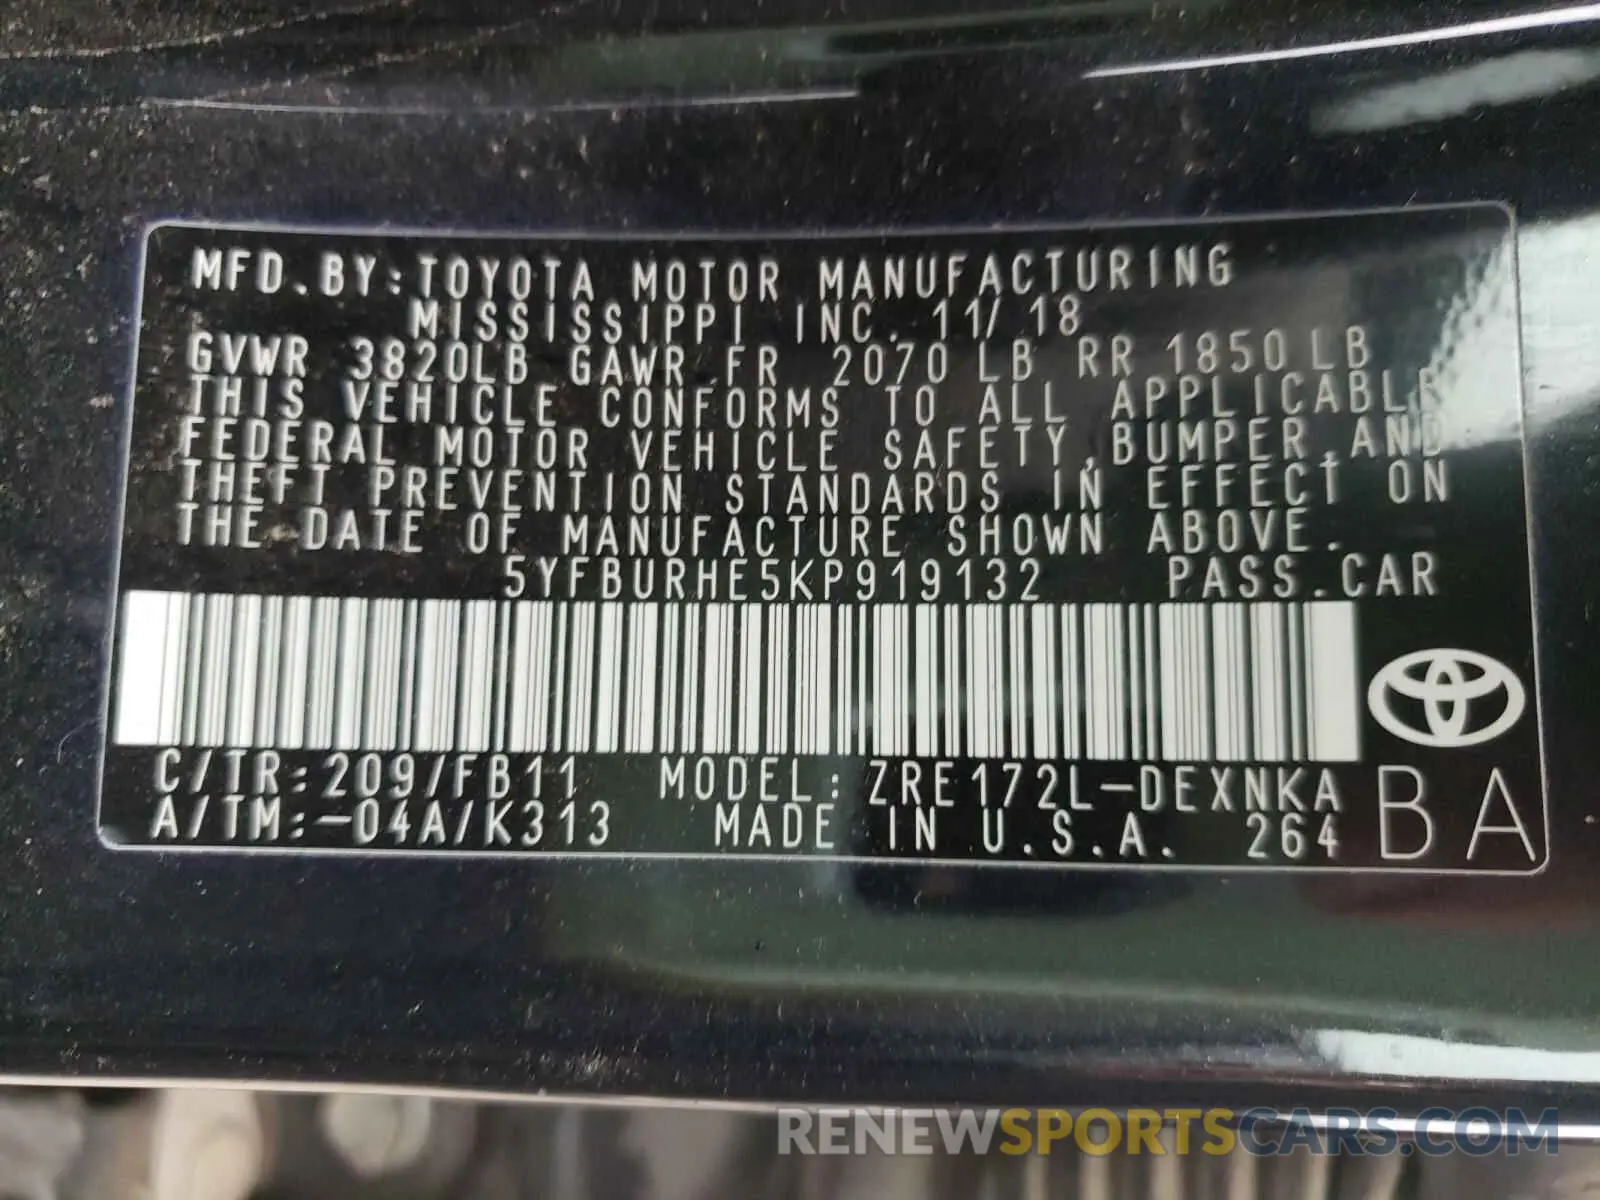 MFD.BY:TOYOTA MOTOR MANUFACTURING
MISSISSIPPI INC. 11/18
GVWR 3820LB GAWR FR 2070 LB RR 1850 LB
THIS VEHICLE CONFORMS TO ALL APPLICABLE
FEDERAL MOTOR VEHICLE SAFETY,BUMPER,AND
THEFT PREVENTION STANDARDS IN EFFECT ON
THE DATE OF MANUFACTURE SHOWN ABOVE.
5YFBURHE5KP919132 PASS.CAR
C/TR:209/FB11 MODEL:ZRE172L-DEXNKA
A/TM:-04A/K313 MADE IN U.S.A. 264 BA
RENEWSPORTSCARS.COM